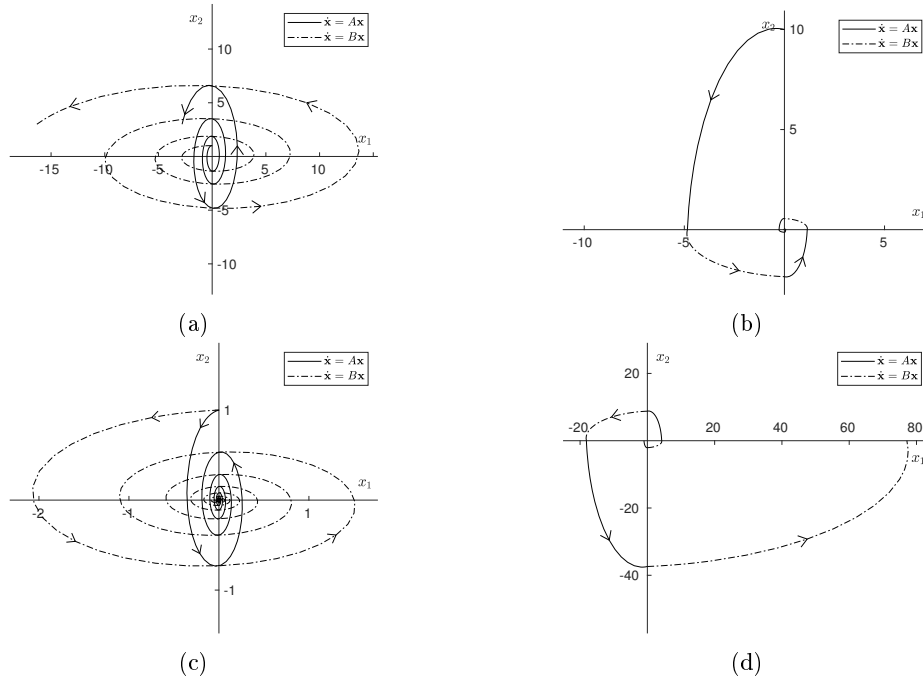 x₂
10
5
-5
-10
-15
-10
-5
5
10
15
x₁
ẋ = Ax
ẋ = Bx
(a)
x₂
10
5
-10
-5
5
x₁
ẋ = Ax
ẋ = Bx
(b)
x₂
1
-1
-2
-1
1
x₁
ẋ = Ax
ẋ = Bx
(c)
x₂
20
-20
-40
-20
20
40
60
80
x₁
ẋ = Ax
ẋ = Bx
(d)